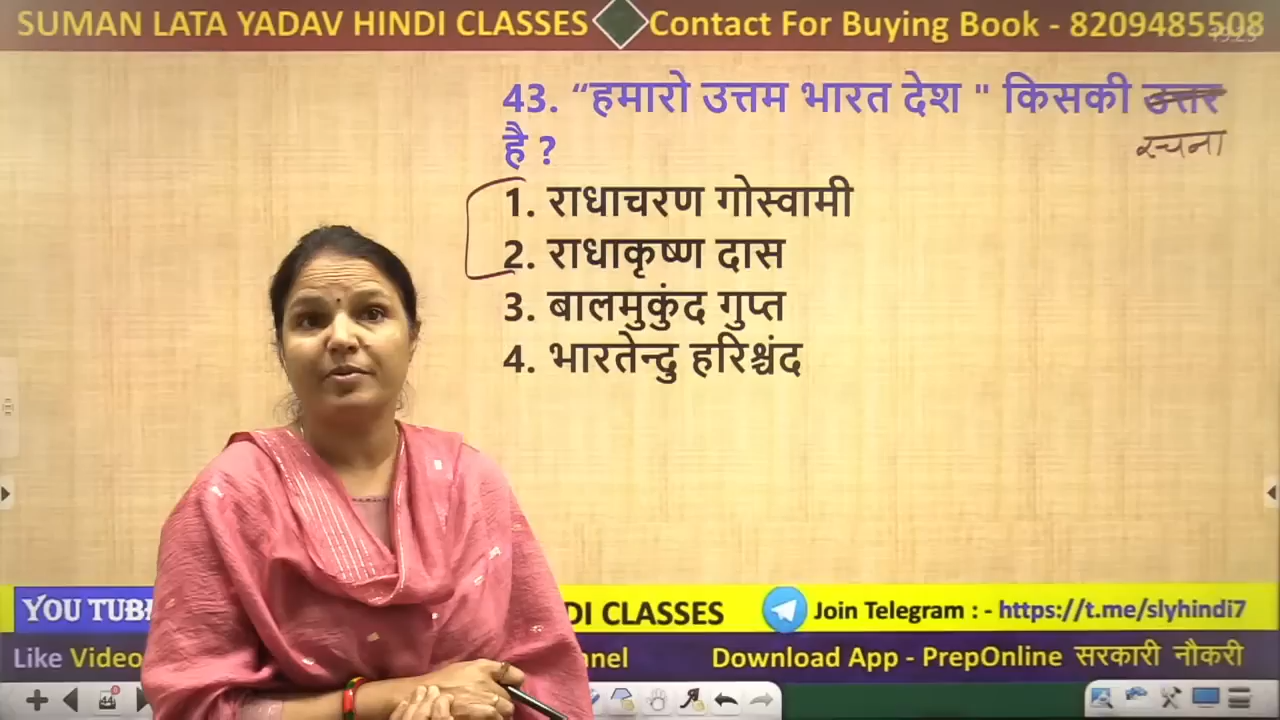 SUMAN LATA YADAV HINDI CLASSES Contact For Buying Book - 8209485508
43. “हमारो उत्तम भारत देश " किसकी उत्तर
है ? रचना
1. राधाचरण गोस्वामी
2. राधाकृष्ण दास
3. बालमुकुंद गुप्त
4. भारतेन्दु हरिश्चंद
YOU TUB DI CLASSES Join Telegram : - https://t.me/slyhindi7
Like Video nnel Download App - PrepOnline सरकारी नौकरी
44